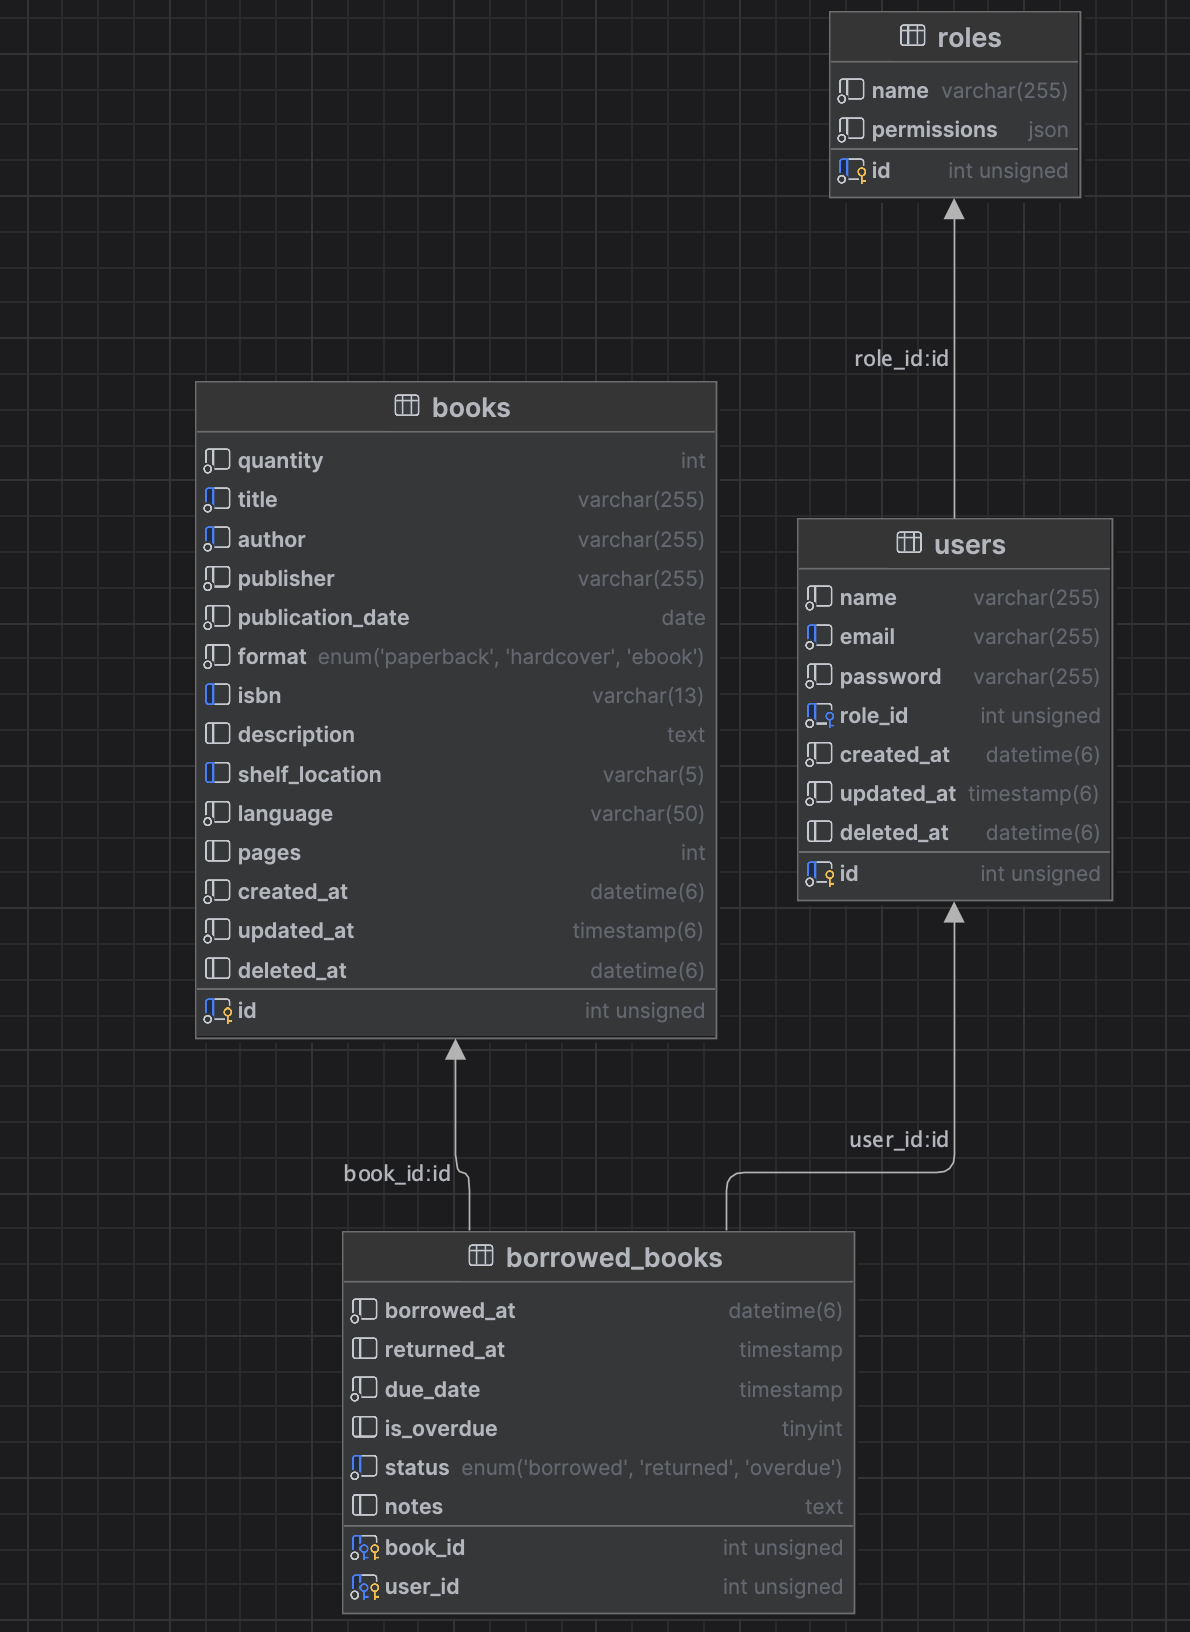 roles
name varchar(255)
permissions json
id int unsigned
role_id:id
books
quantity int
title varchar(255)
author varchar(255)
publisher varchar(255)
publication_date date
format enum('paperback', 'hardcover', 'ebook')
isbn varchar(13)
description text
shelf_location varchar(5)
language varchar(50)
pages int
created_at datetime(6)
updated_at timestamp(6)
deleted_at datetime(6)
id int unsigned
users
name varchar(255)
email varchar(255)
password varchar(255)
role_id int unsigned
created_at datetime(6)
updated_at timestamp(6)
deleted_at datetime(6)
id int unsigned
user_id:id
book_id:id
borrowed_books
borrowed_at datetime(6)
returned_at timestamp
due_date timestamp
is_overdue tinyint
status enum('borrowed', 'returned', 'overdue')
notes text
book_id int unsigned
user_id int unsigned